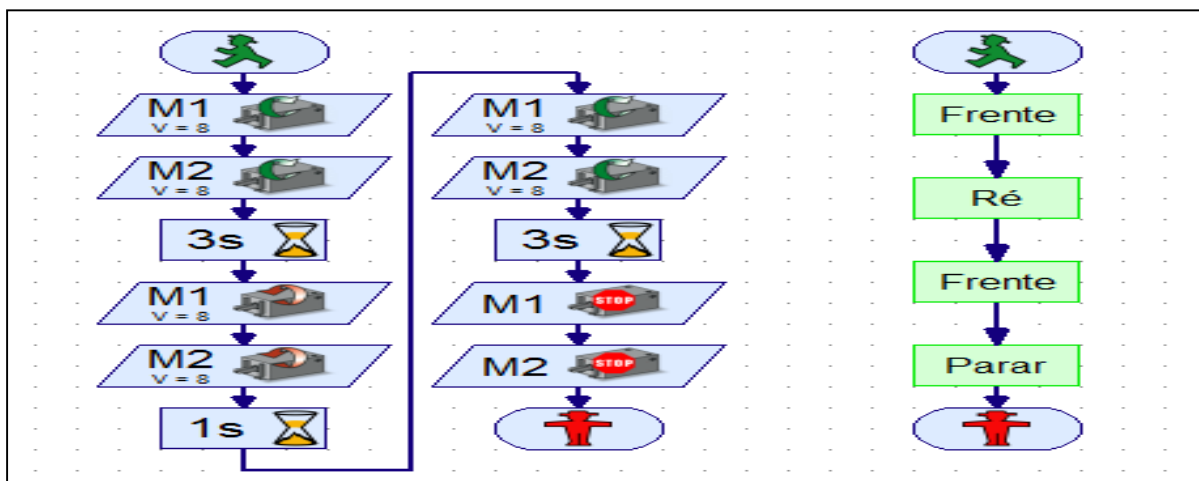 M1
V = 8
M2
V = 8
3s
M1
V = 8
M2
V = 8
1s
M1
V = 8
M2
V = 8
3s
M1
STOP
M2
STOP
Frente
Ré
Frente
Parar